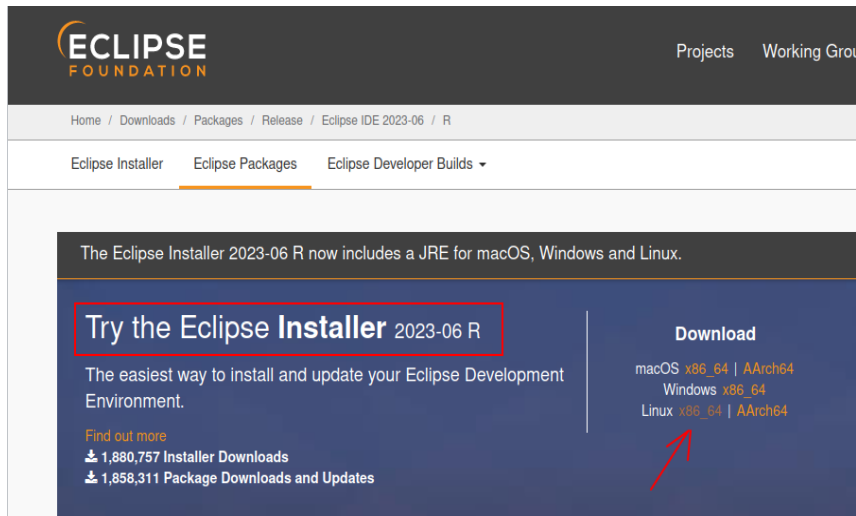 ECLIPSE
FOUNDATION
Projects Working Grou
Home / Downloads / Packages / Release / Eclipse IDE 2023-06 / R
Eclipse Installer Eclipse Packages Eclipse Developer Builds
The Eclipse Installer 2023-06 R now includes a JRE for macOS, Windows and Linux.
Try the Eclipse Installer 2023-06 R
The easiest way to install and update your Eclipse Development
Environment.
Find out more
1,880,757 Installer Downloads
1,858,311 Package Downloads and Updates
Download
macOS x86_64 | AArch64
Windows x86_64
Linux x86_64 | AArch64